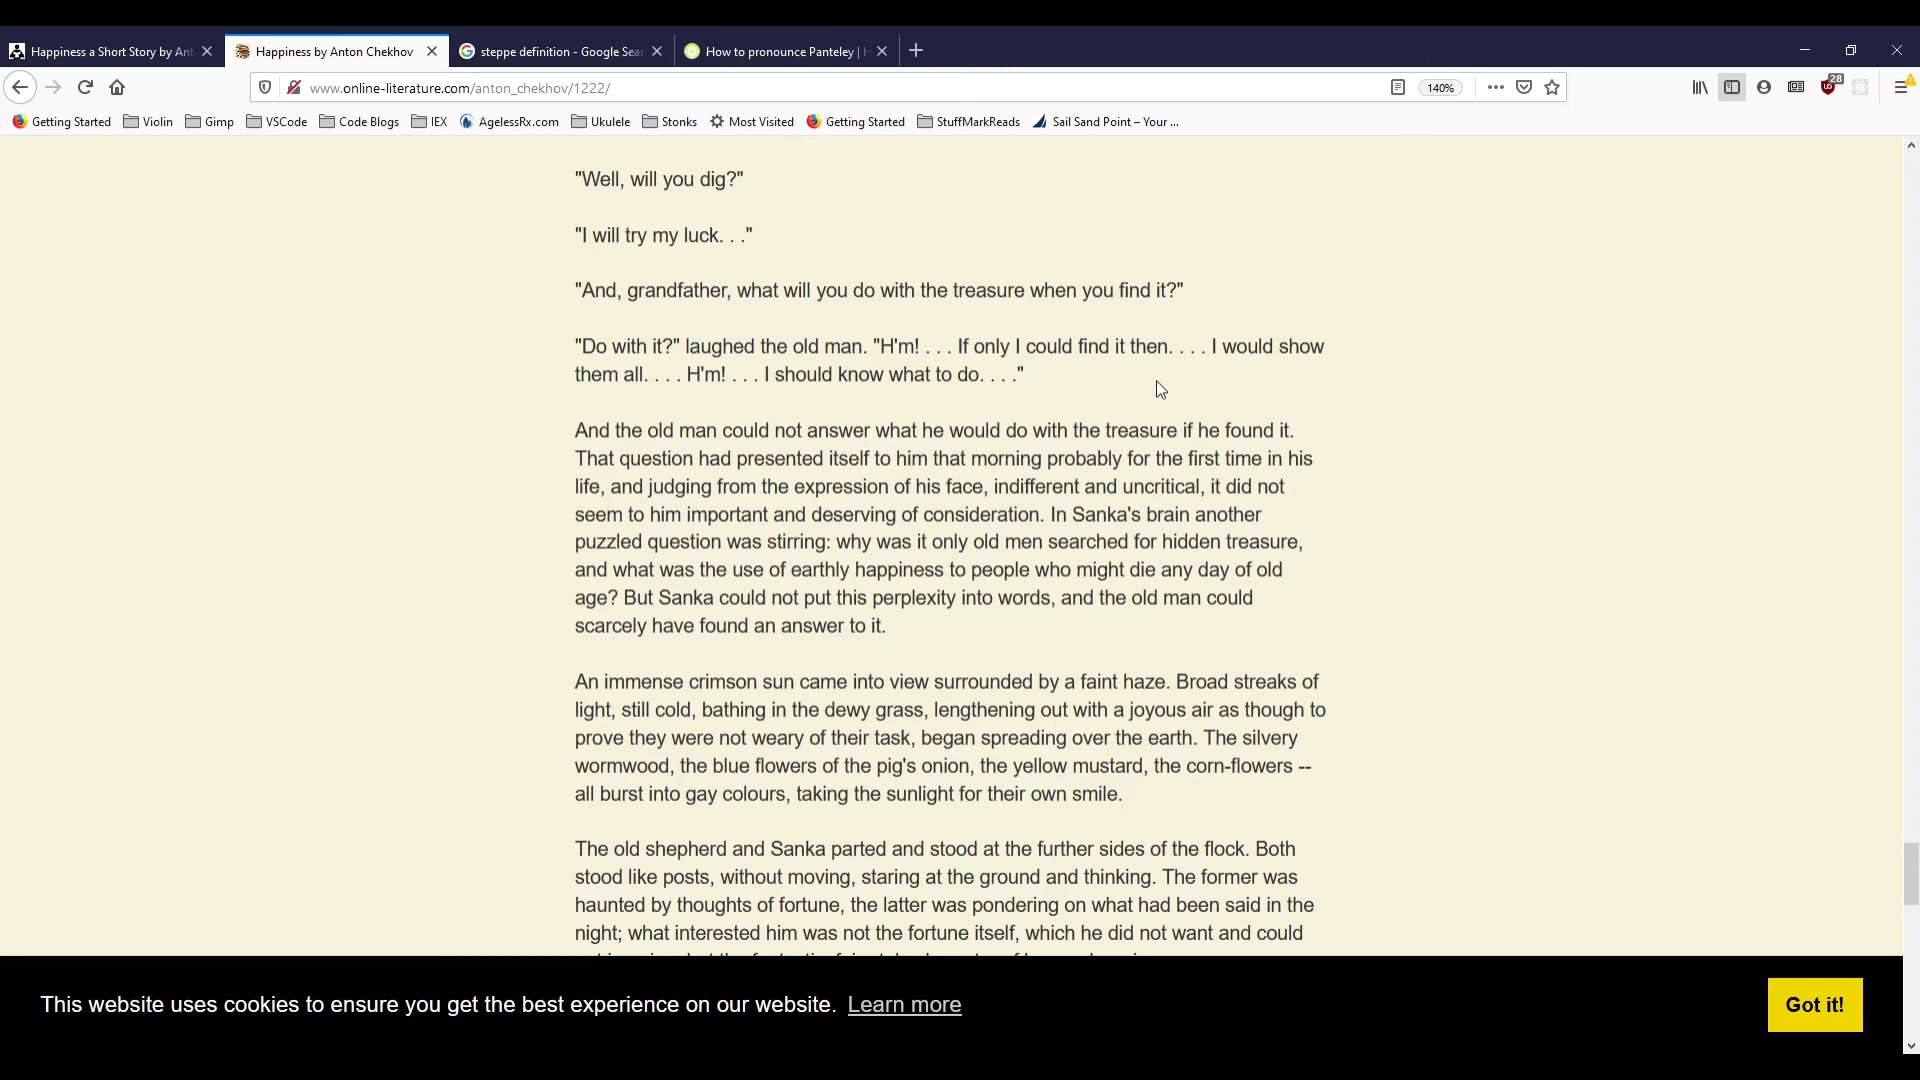 Happiness a Short Story by Ant
Happiness by Anton Chekhov
steppe definition - Google Sea
How to pronounce Panteley |
www.online-literature.com/anton_chekhov/1222/
140%
28
Getting Started
Violin
Gimp
VSCode
Code Blogs
IEX
AgelessRx.com
Ukulele
Stonks
Most Visited
Getting Started
StuffMarkReads
Sail Sand Point – Your ...
"Well, will you dig?"
"I will try my luck. . ."
"And, grandfather, what will you do with the treasure when you find it?"
"Do with it?" laughed the old man. "H'm! . . . If only I could find it then. . . . I would show
them all. . . . H'm! . . . I should know what to do. . . ."
And the old man could not answer what he would do with the treasure if he found it.
That question had presented itself to him that morning probably for the first time in his
life, and judging from the expression of his face, indifferent and uncritical, it did not
seem to him important and deserving of consideration. In Sanka's brain another
puzzled question was stirring: why was it only old men searched for hidden treasure,
and what was the use of earthly happiness to people who might die any day of old
age? But Sanka could not put this perplexity into words, and the old man could
scarcely have found an answer to it.
An immense crimson sun came into view surrounded by a faint haze. Broad streaks of
light, still cold, bathing in the dewy grass, lengthening out with a joyous air as though to
prove they were not weary of their task, began spreading over the earth. The silvery
wormwood, the blue flowers of the pig's onion, the yellow mustard, the corn-flowers --
all burst into gay colours, taking the sunlight for their own smile.
The old shepherd and Sanka parted and stood at the further sides of the flock. Both
stood like posts, without moving, staring at the ground and thinking. The former was
haunted by thoughts of fortune, the latter was pondering on what had been said in the
night; what interested him was not the fortune itself, which he did not want and could
This website uses cookies to ensure you get the best experience on our website. Learn more
Got it!